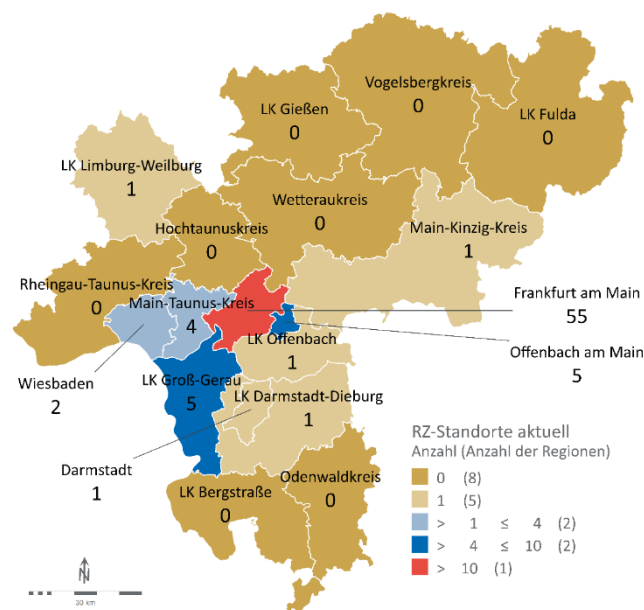 Vogelsbergkreis
0
LK Gießen
0
LK Fulda
0
LK Limburg-Weilburg
1
Wetteraukreis
0
Hochtaunuskreis
0
Main-Kinzig-Kreis
1
Rheingau-Taunus-Kreis
0
Main-Taunus-Kreis
4
Frankfurt am Main
55
LK Offenbach
1
Offenbach am Main
5
Wiesbaden
2
LK Groß-Gerau
5
LK Darmstadt-Dieburg
1
Darmstadt
1
LK Bergstraße
0
Odenwaldkreis
0
RZ-Standorte aktuell
Anzahl (Anzahl der Regionen)
0 (8)
1 (5)
> 1 ≤ 4 (2)
> 4 ≤ 10 (2)
> 10 (1)
N
30 km